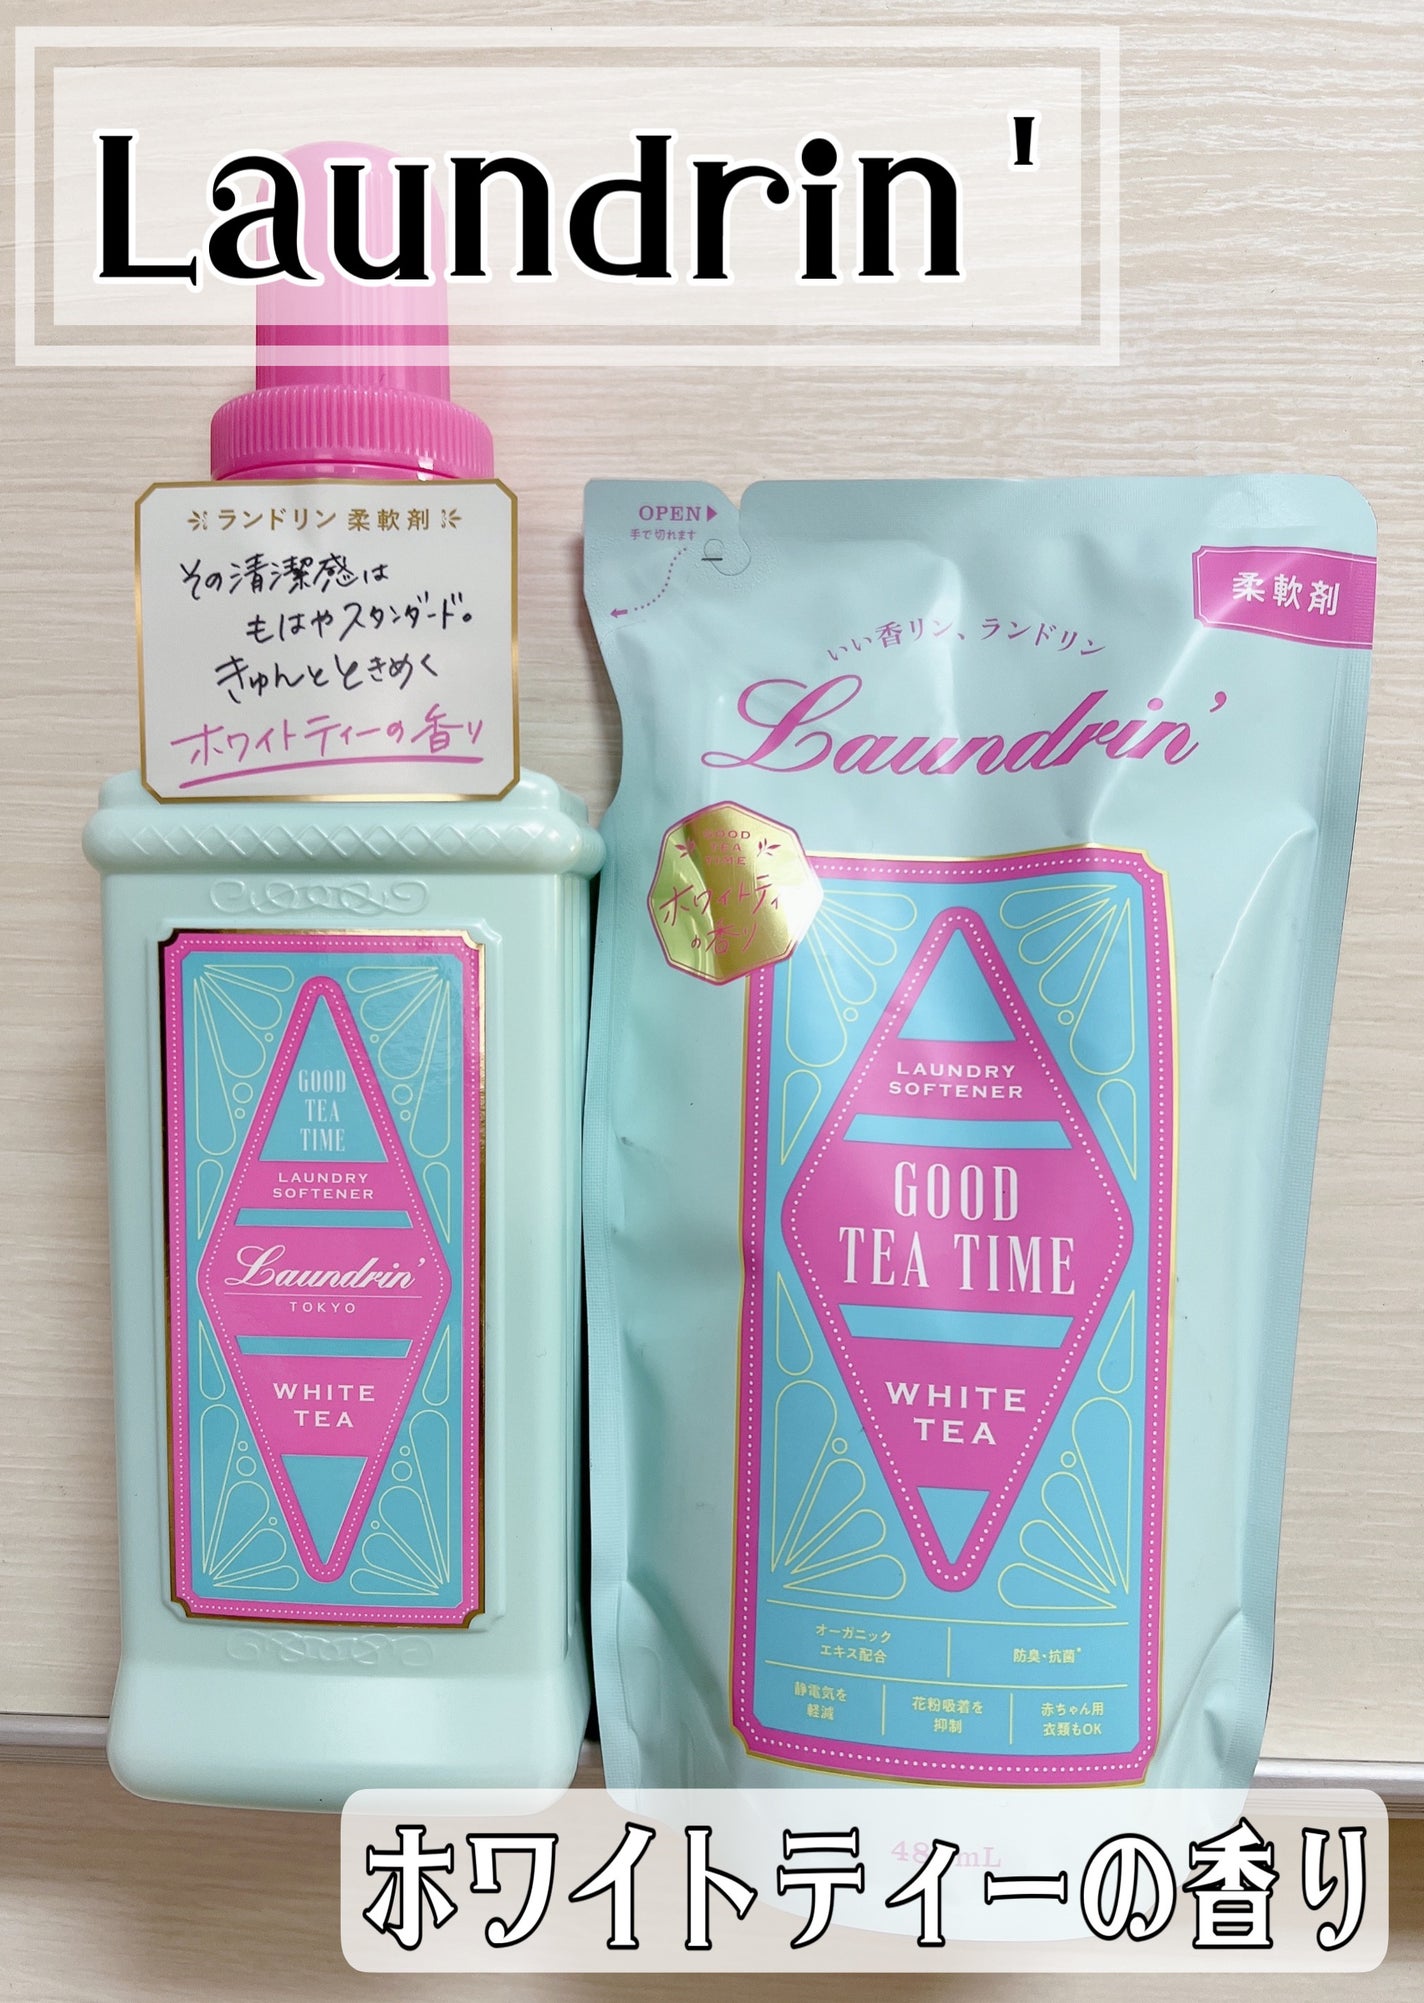 Laundrin'
ランドリン 柔軟剤
その清潔感は
もはやスタンダード。
きゅんとときめく
ホワイトティーの香り
GOOD
TEA
TIME
LAUNDRY
SOFTENER
Laundrin'
TOKYO
WHITE
TEA
OPEN▶
手で切れます
柔軟剤
いい香リン、ランドリン
Laundrin'
GOOD
TEA
TIME
ホワイトティ
の香り
LAUNDRY
SOFTENER
GOOD
TEA TIME
WHITE
TEA
オーガニック
エキス配合
防臭・抗菌*
静電気を
軽減
花粉吸着を
抑制
赤ちゃん用
衣類もOK
ホワイトティーの香り